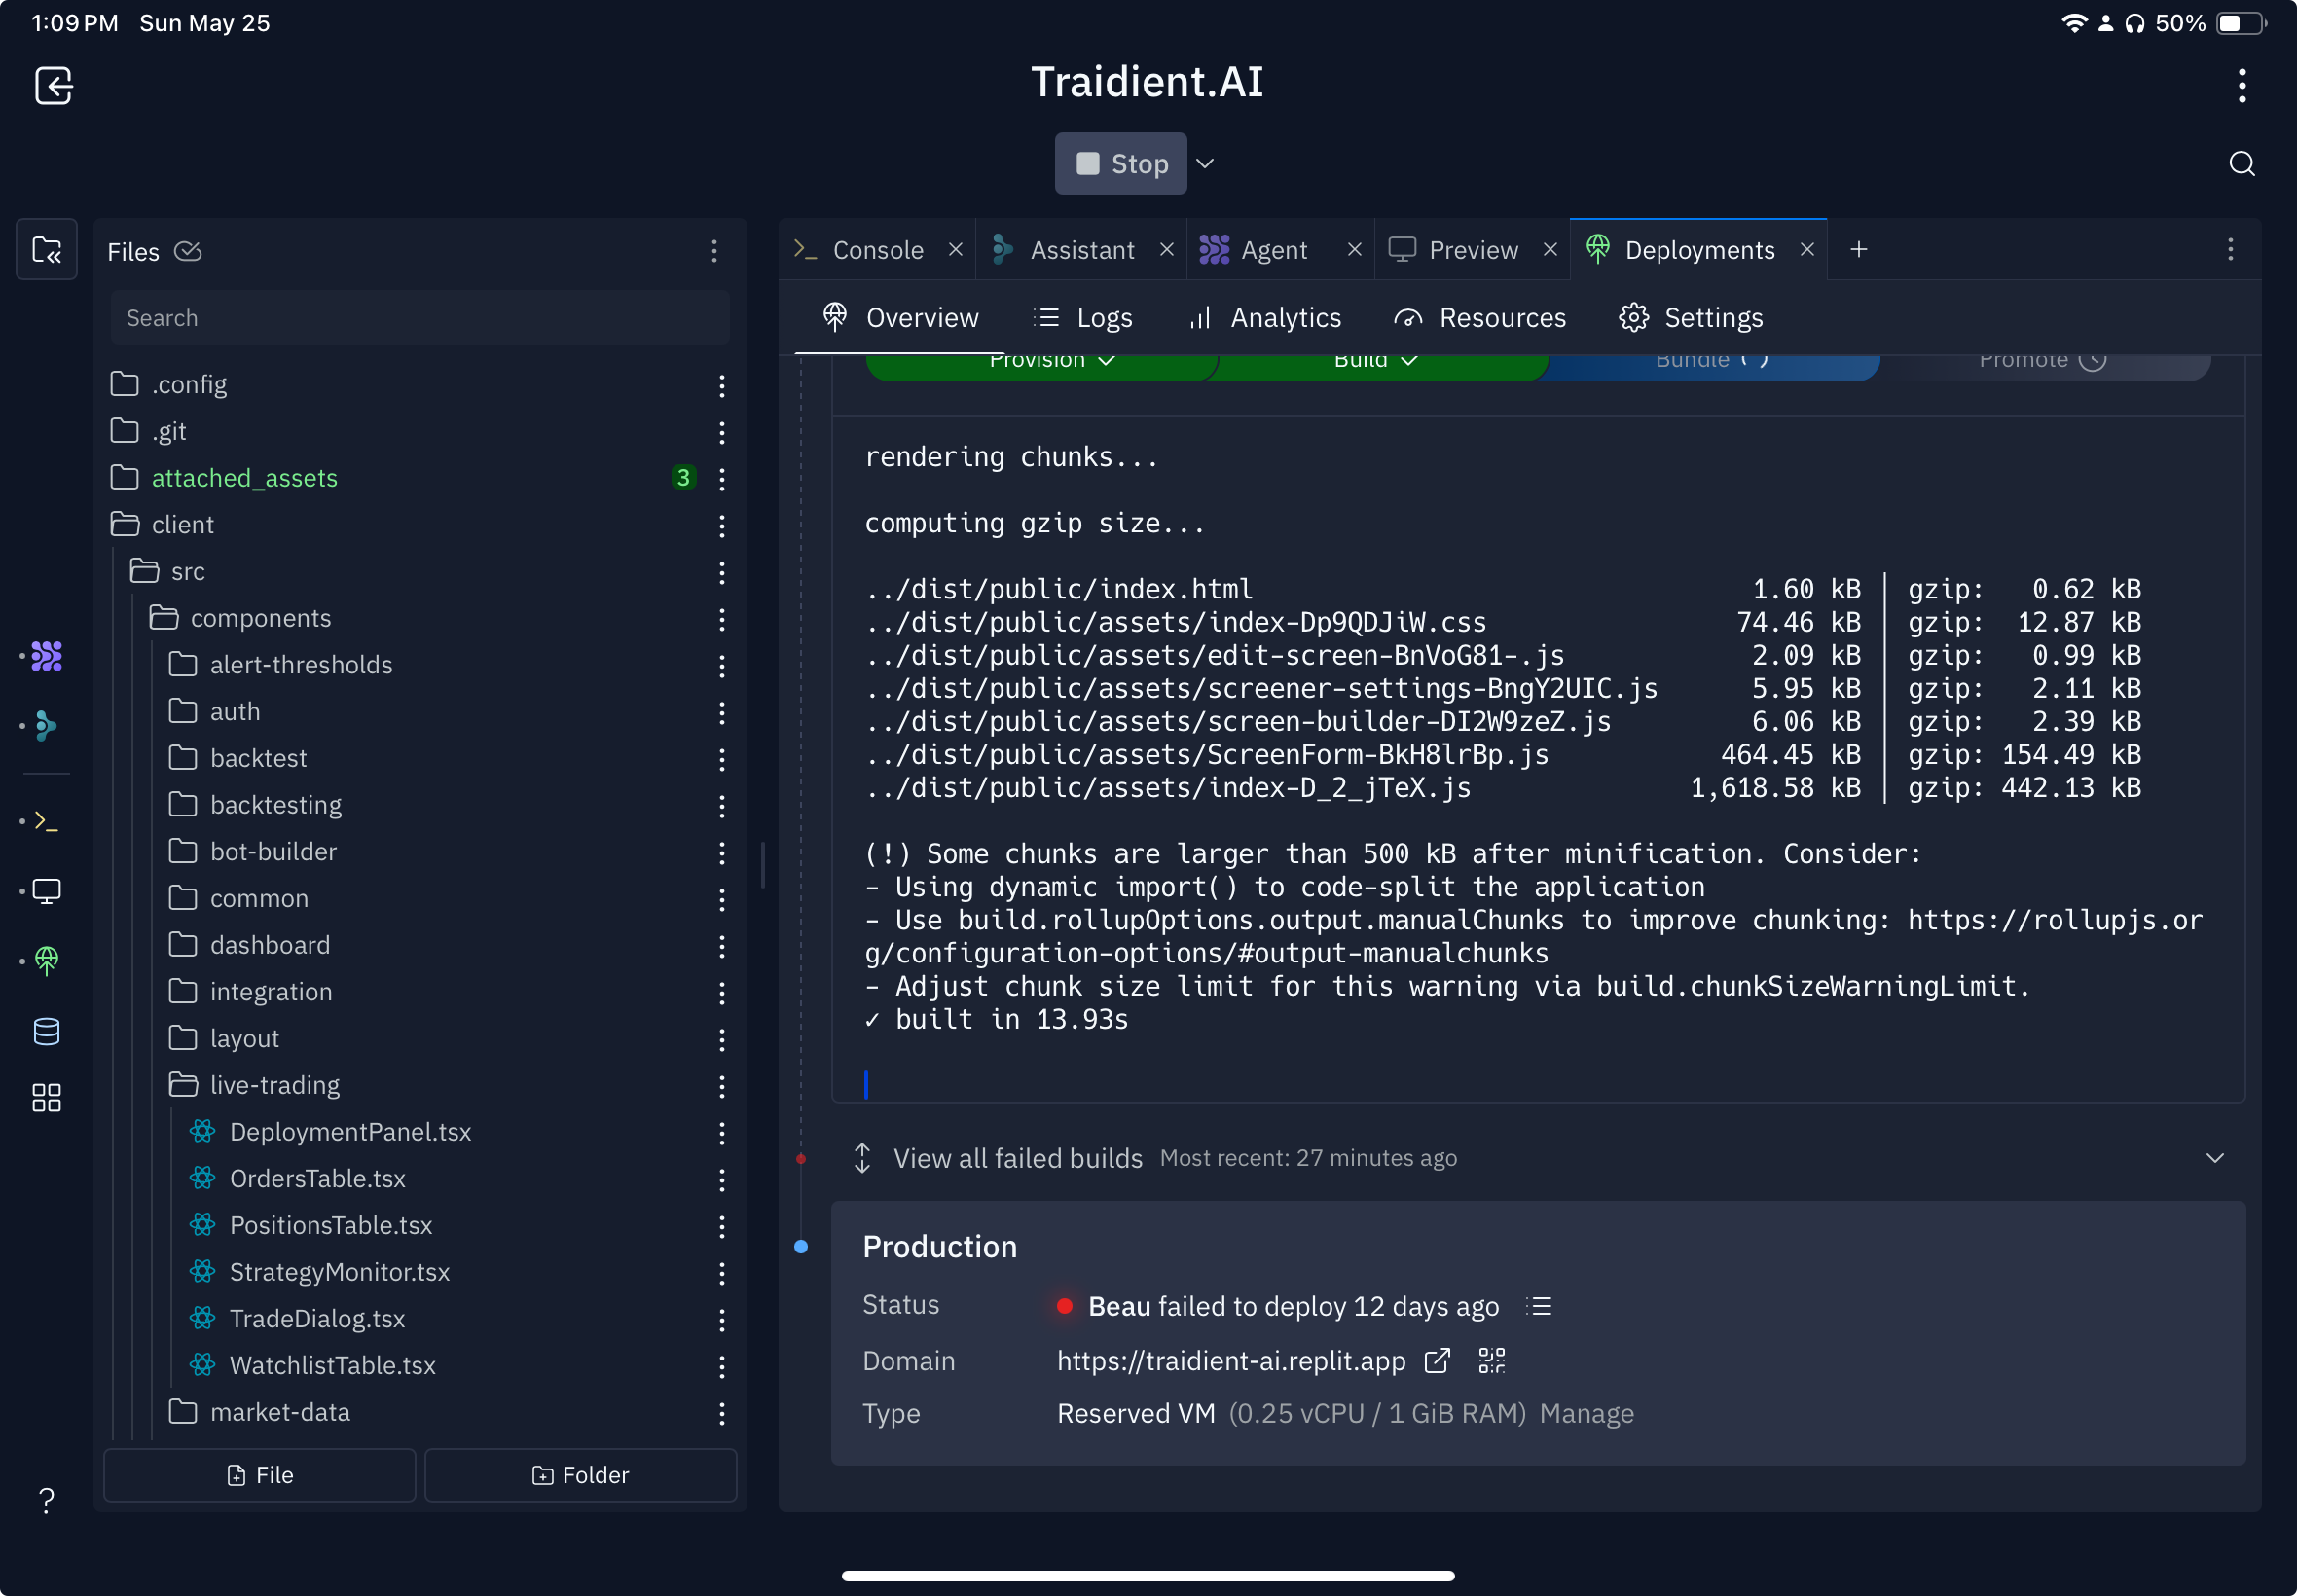 1:09 PM Sun May 25
50%
Traidient.AI
Stop
Files
Search
.config
.git
attached_assets 3
client
src
components
alert-thresholds
auth
backtest
backtesting
bot-builder
common
dashboard
integration
layout
live-trading
DeploymentPanel.tsx
OrdersTable.tsx
PositionsTable.tsx
StrategyMonitor.tsx
TradeDialog.tsx
WatchlistTable.tsx
market-data
File Folder
?
Console Assistant Agent Preview Deployments
Overview Logs Analytics Resources Settings
Provision Build Bundle Promote
rendering chunks...
computing gzip size...
../dist/public/index.html 1.60 kB │ gzip: 0.62 kB
../dist/public/assets/index-Dp9QDJiW.css 74.46 kB │ gzip: 12.87 kB
../dist/public/assets/edit-screen-BnVoG81-.js 2.09 kB │ gzip: 0.99 kB
../dist/public/assets/screener-settings-BngY2UIC.js 5.95 kB │ gzip: 2.11 kB
../dist/public/assets/screen-builder-DI2W9zeZ.js 6.06 kB │ gzip: 2.39 kB
../dist/public/assets/ScreenForm-BkH8lrBp.js 464.45 kB │ gzip: 154.49 kB
../dist/public/assets/index-D_2_jTeX.js 1,618.58 kB │ gzip: 442.13 kB
(!) Some chunks are larger than 500 kB after minification. Consider:
- Using dynamic import() to code-split the application
- Use build.rollupOptions.output.manualChunks to improve chunking: https://rollupjs.or
g/configuration-options/#output-manualchunks
- Adjust chunk size limit for this warning via build.chunkSizeWarningLimit.
✓ built in 13.93s
View all failed builds Most recent: 27 minutes ago
Production
Status Beau failed to deploy 12 days ago
Domain https://traidient-ai.replit.app
Type Reserved VM (0.25 vCPU / 1 GiB RAM) Manage